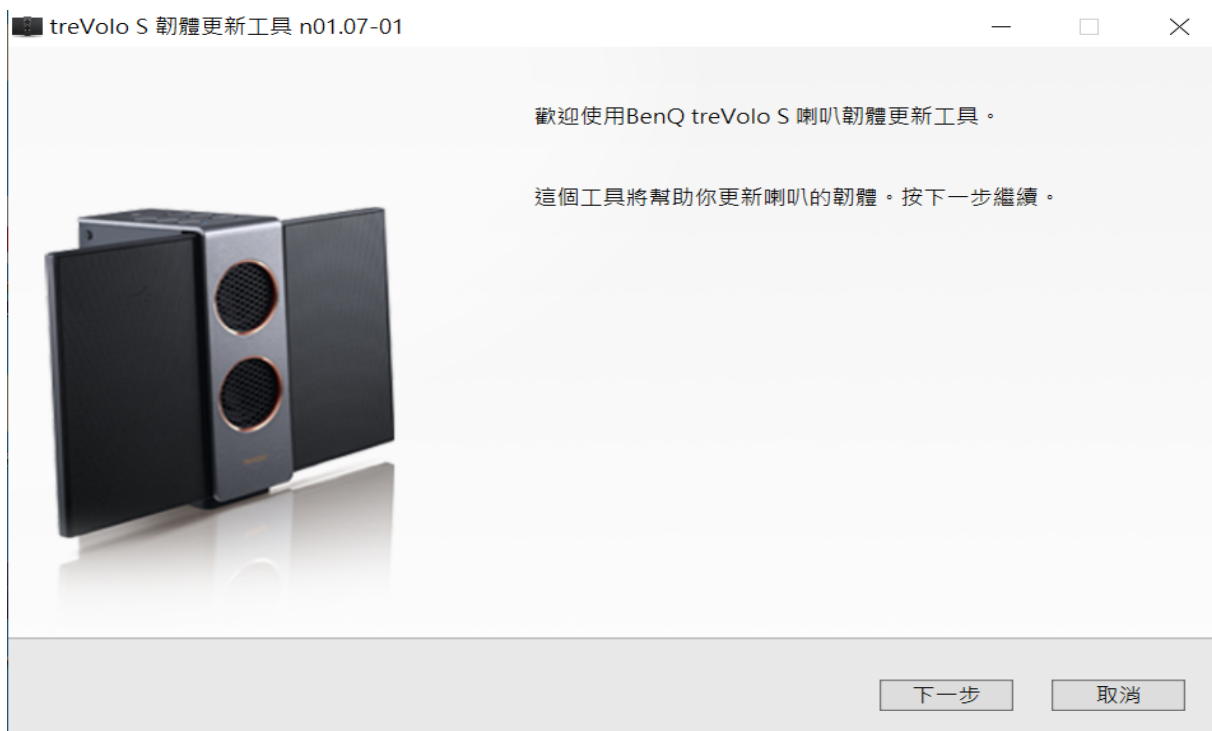 treVolo S 韌體更新工具 n01.07-01
歡迎使用BenQ treVolo S 喇叭韌體更新工具。
這個工具將幫助你更新喇叭的韌體。按下一步繼續。
下一步
取消